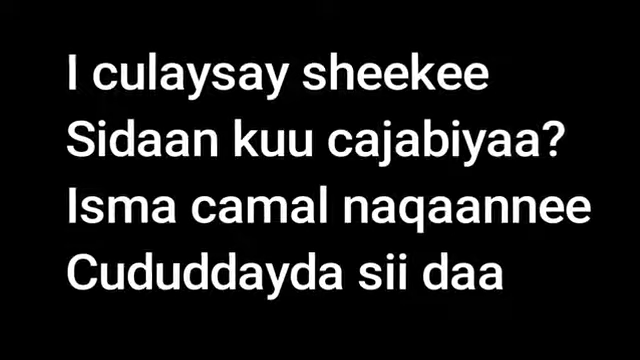 I culaysay sheekee
Sidaan kuu cajabiyaa?
Isma camal naqaannee
Cududdayda sii daa